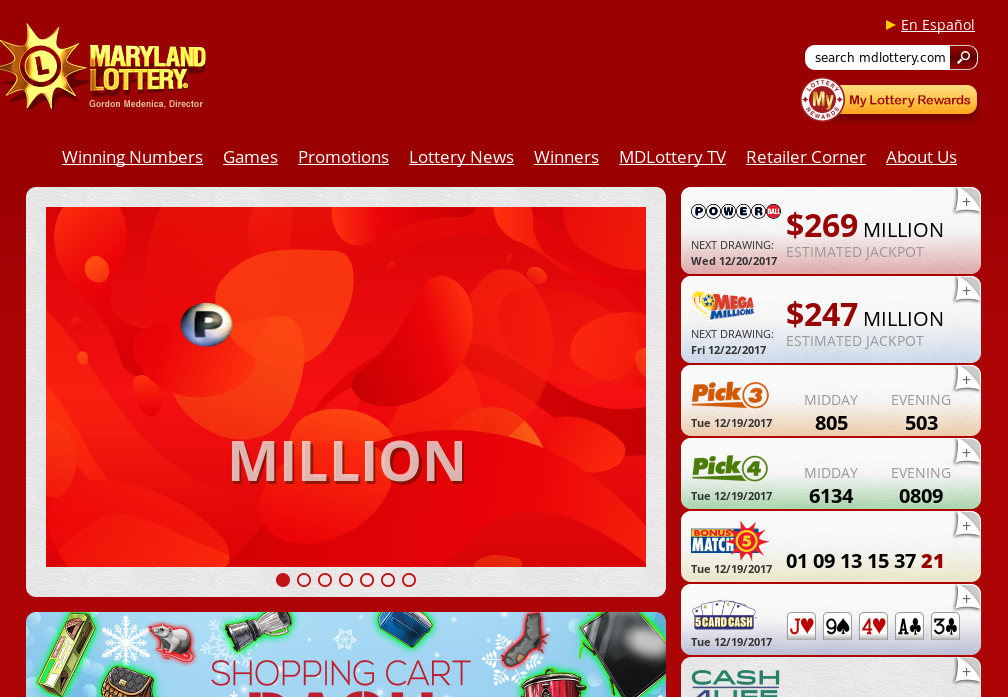 En Español
search mdlottery.com
MARYLAND
LOTTERY
Gordon Medenica, Director
My
LOTTERY
REWARDS
My Lottery Rewards
Winning Numbers Games Promotions Lottery News Winners MDLottery TV Retailer Corner About Us
P
MILLION
SHOPPING CART
DASH
POWERBALL
$269 MILLION
NEXT DRAWING:
ESTIMATED JACKPOT
Wed 12/20/2017
+
MEGA
MILLIONS
$247 MILLION
NEXT DRAWING:
ESTIMATED JACKPOT
Fri 12/22/2017
+
Pick 3
MIDDAY EVENING
Tue 12/19/2017 805 503
+
Pick 4
MIDDAY EVENING
Tue 12/19/2017 6134 0809
+
BONUS
MATCH 5
01 09 13 15 37 21
Tue 12/19/2017
+
5 CARD CASH
J♥ 9♠ 4♥ A♣ 3♣
Tue 12/19/2017
+
CASH
4LIFE
+